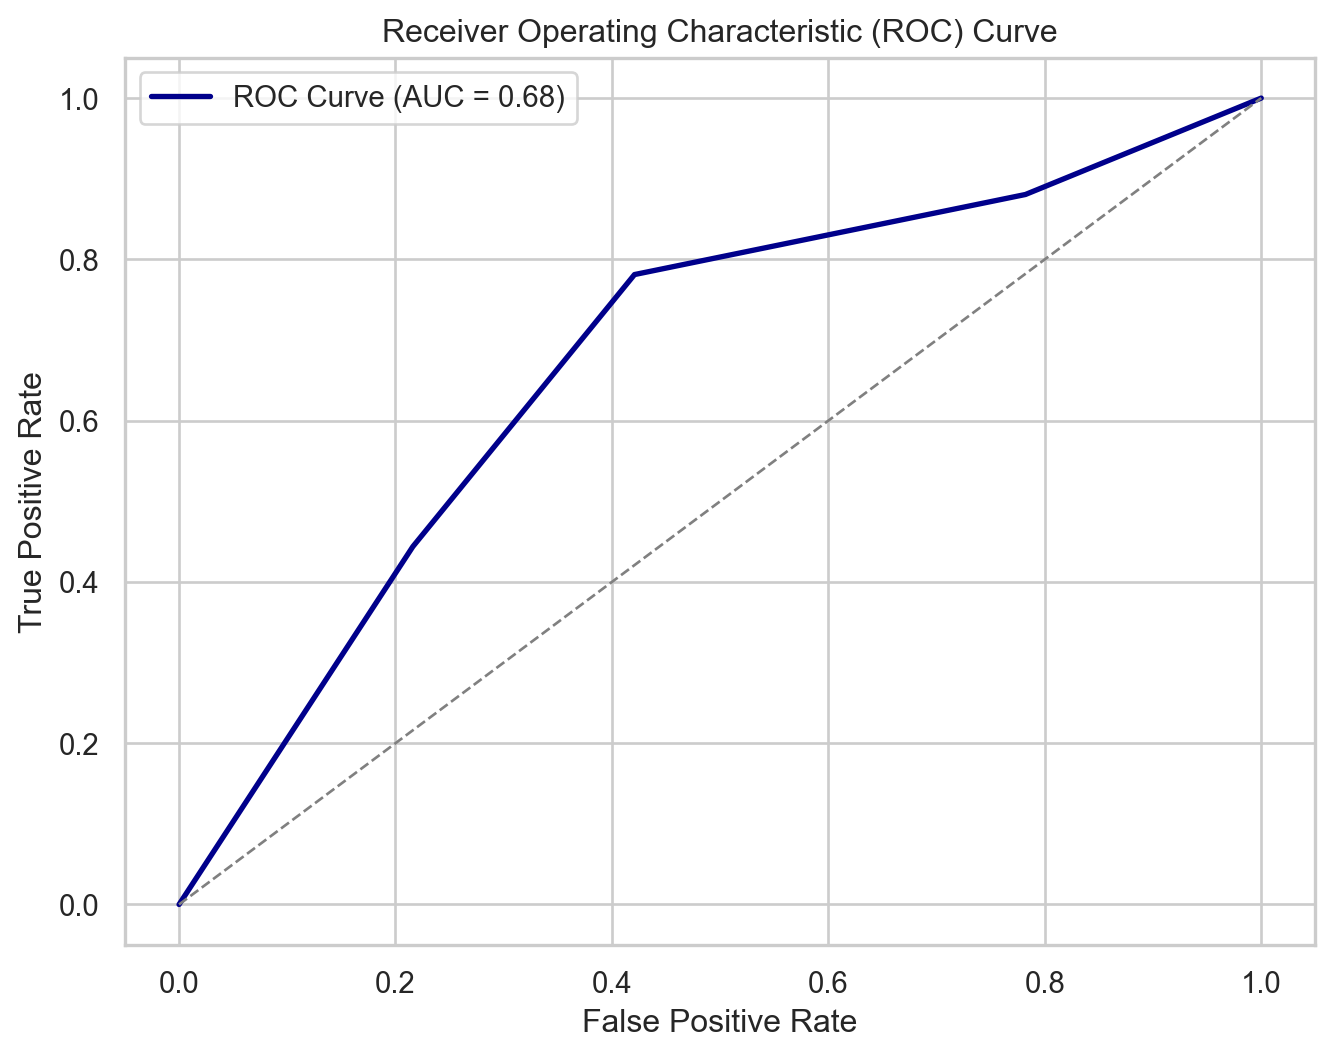 Receiver Operating Characteristic (ROC) Curve
ROC Curve (AUC = 0.68)
True Positive Rate
1.0
0.8
0.6
0.4
0.2
0.0
0.0 0.2 0.4 0.6 0.8 1.0
False Positive Rate